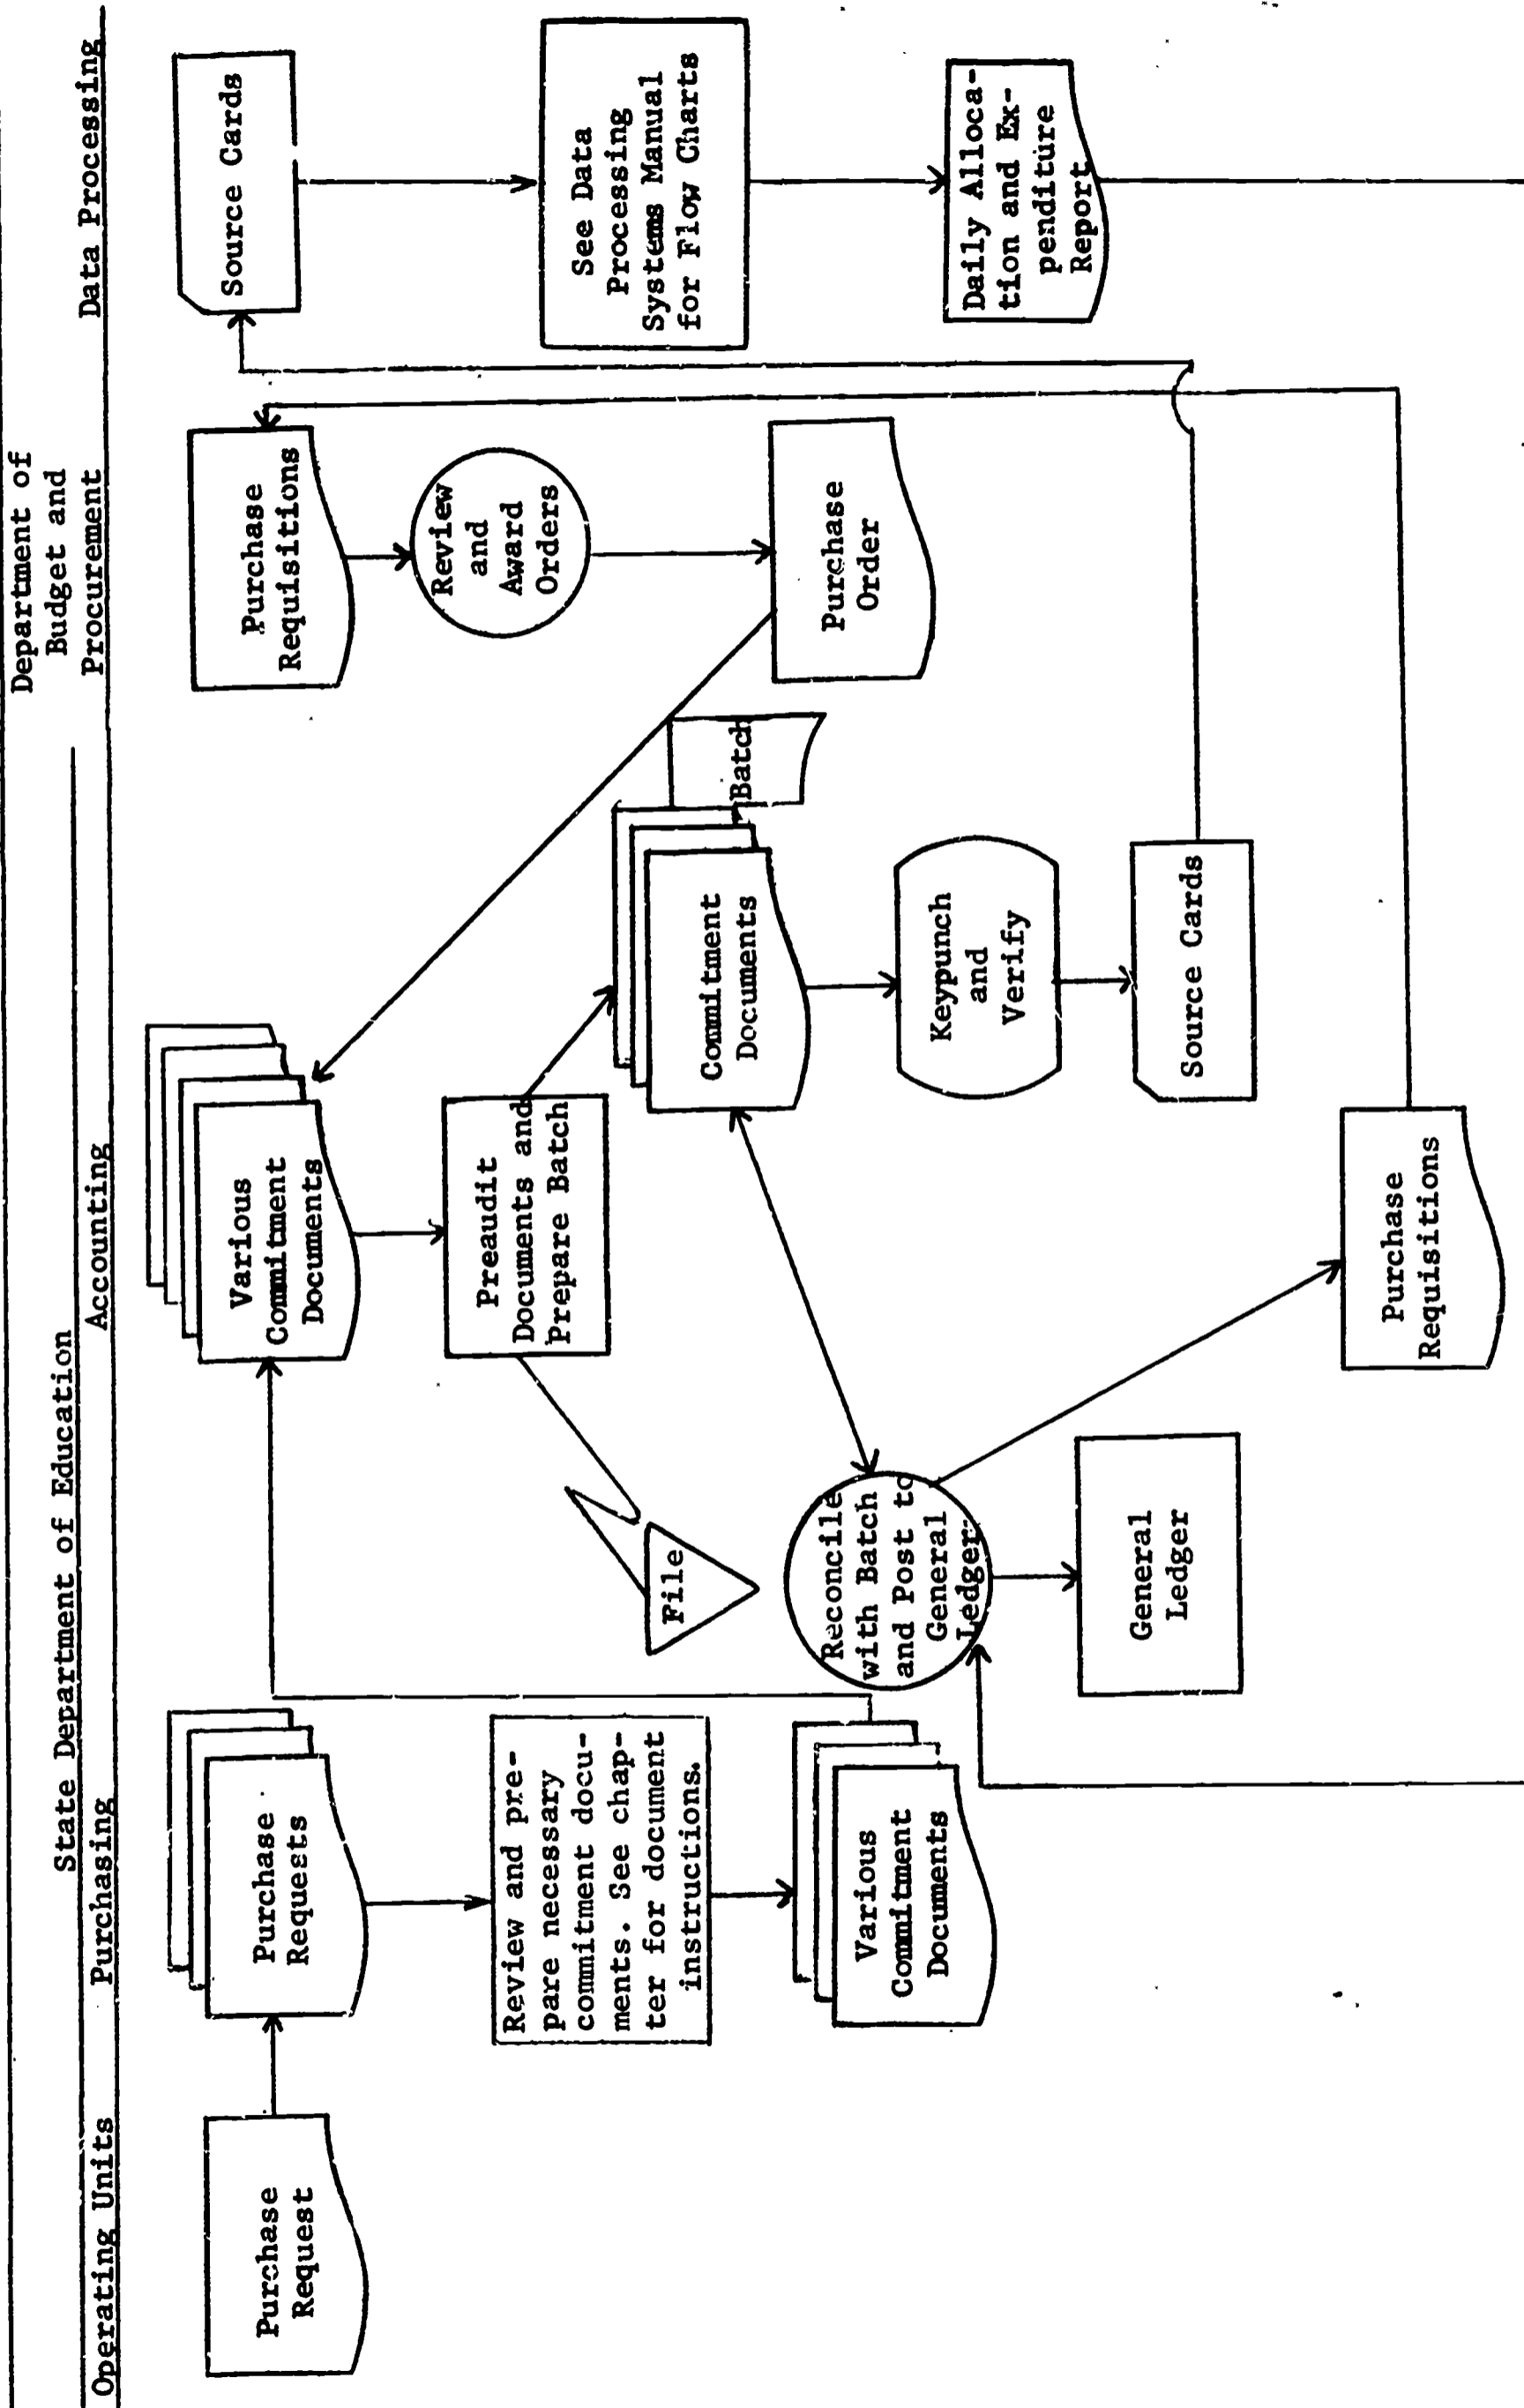 Department of
Budget and
State Department of Education
Procurement
Operating Units
Purchasing
Accounting
Data Processing
Purchase
Request
Purchase
Requests
Review and pre-
pare necessary
commitment docu-
ments. See chap-
ter for document
instructions.
Various
Commitment
Documents
Various
Commitment
Documents
Preaudit
Documents and
Prepare Batch
File
Reconcile
with Batch
and Post to
General
Ledger
General
Ledger
Commitment
Documents
Batch
Keypunch
and
Verify
Source Cards
Purchase
Requisitions
Purchase
Requisitions
Review
and
Award
Orders
Purchase
Order
Source Cards
See Data
Processing
Systems Manual
for Flow Charts
Daily Alloca-
tion and Ex-
penditure
Report